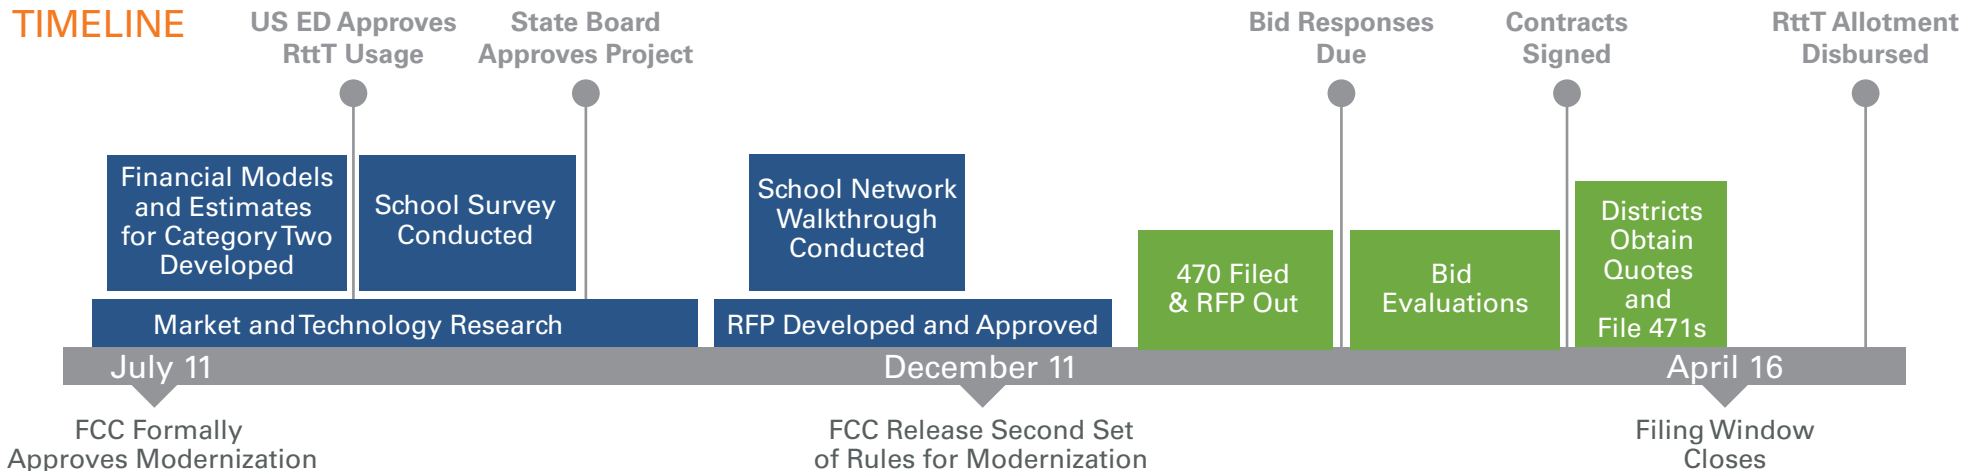 TIMELINE
US ED Approves
RttT Usage
State Board
Approves Project
Bid Responses
Due
Contracts
Signed
RttT Allotment
Disbursed
Financial Models
and Estimates
for Category Two
Developed
School Survey
Conducted
School Network
Walkthrough
Conducted
470 Filed
& RFP Out
Bid
Evaluations
Districts
Obtain
Quotes
and
File 471s
Market and Technology Research
RFP Developed and Approved
July 11
December 11
April 16
FCC Formally
Approves Modernization
FCC Release Second Set
of Rules for Modernization
Filing Window
Closes